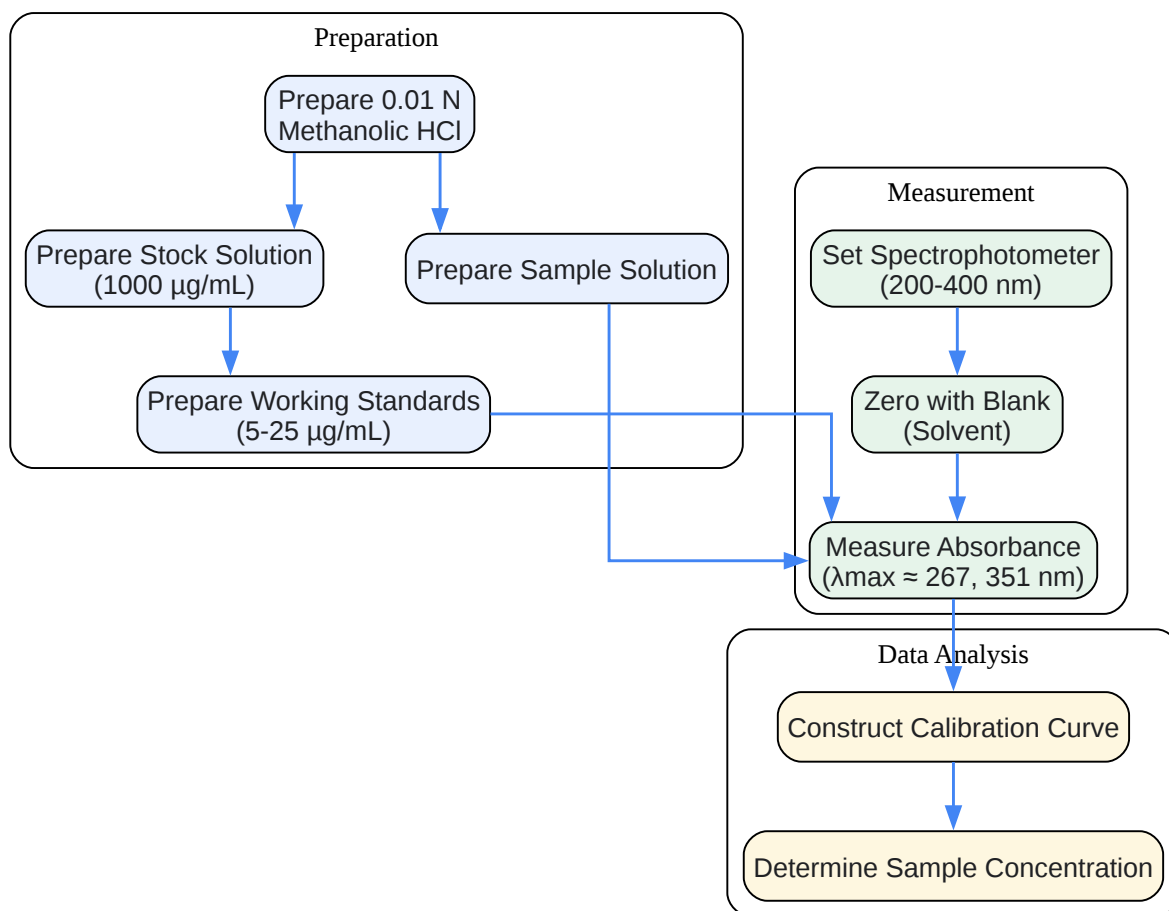 Preparation
Prepare 0.01 N
Methanolic HCl
Prepare Stock Solution
(1000 µg/mL)
Prepare Sample Solution
Prepare Working Standards
(5-25 µg/mL)
Measurement
Set Spectrophotometer
(200-400 nm)
Zero with Blank
(Solvent)
Measure Absorbance
(λmax ≈ 267, 351 nm)
Data Analysis
Construct Calibration Curve
Determine Sample Concentration